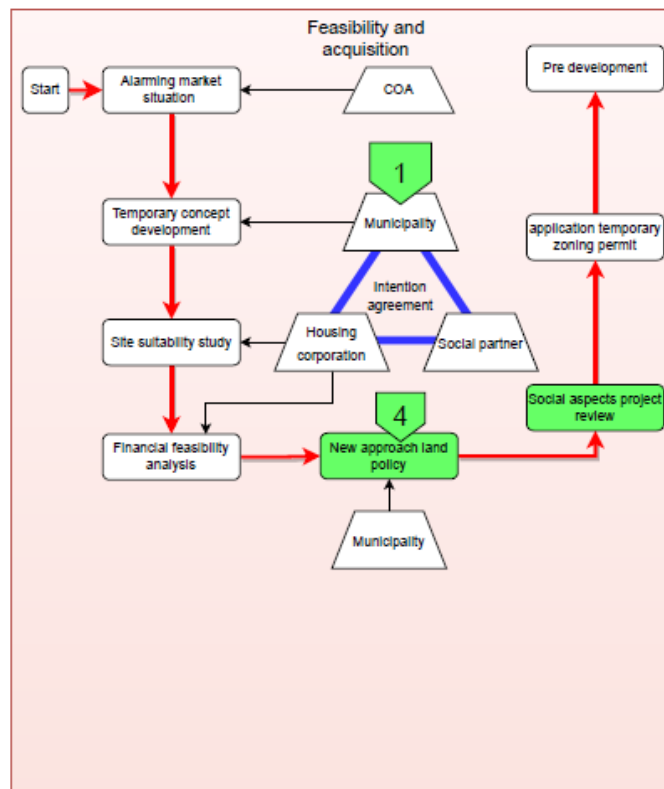 Feasibility and
acquisition
Start
Alarming market
situation
COA
Pre development
1
Temporary concept
development
Municipality
application temporary
zoning permit
Intention
agreement
Site suitability study
Housing
corporation
Social partner
Social aspects project
review
4
Financial feasibility
analysis
New approach land
policy
Municipality